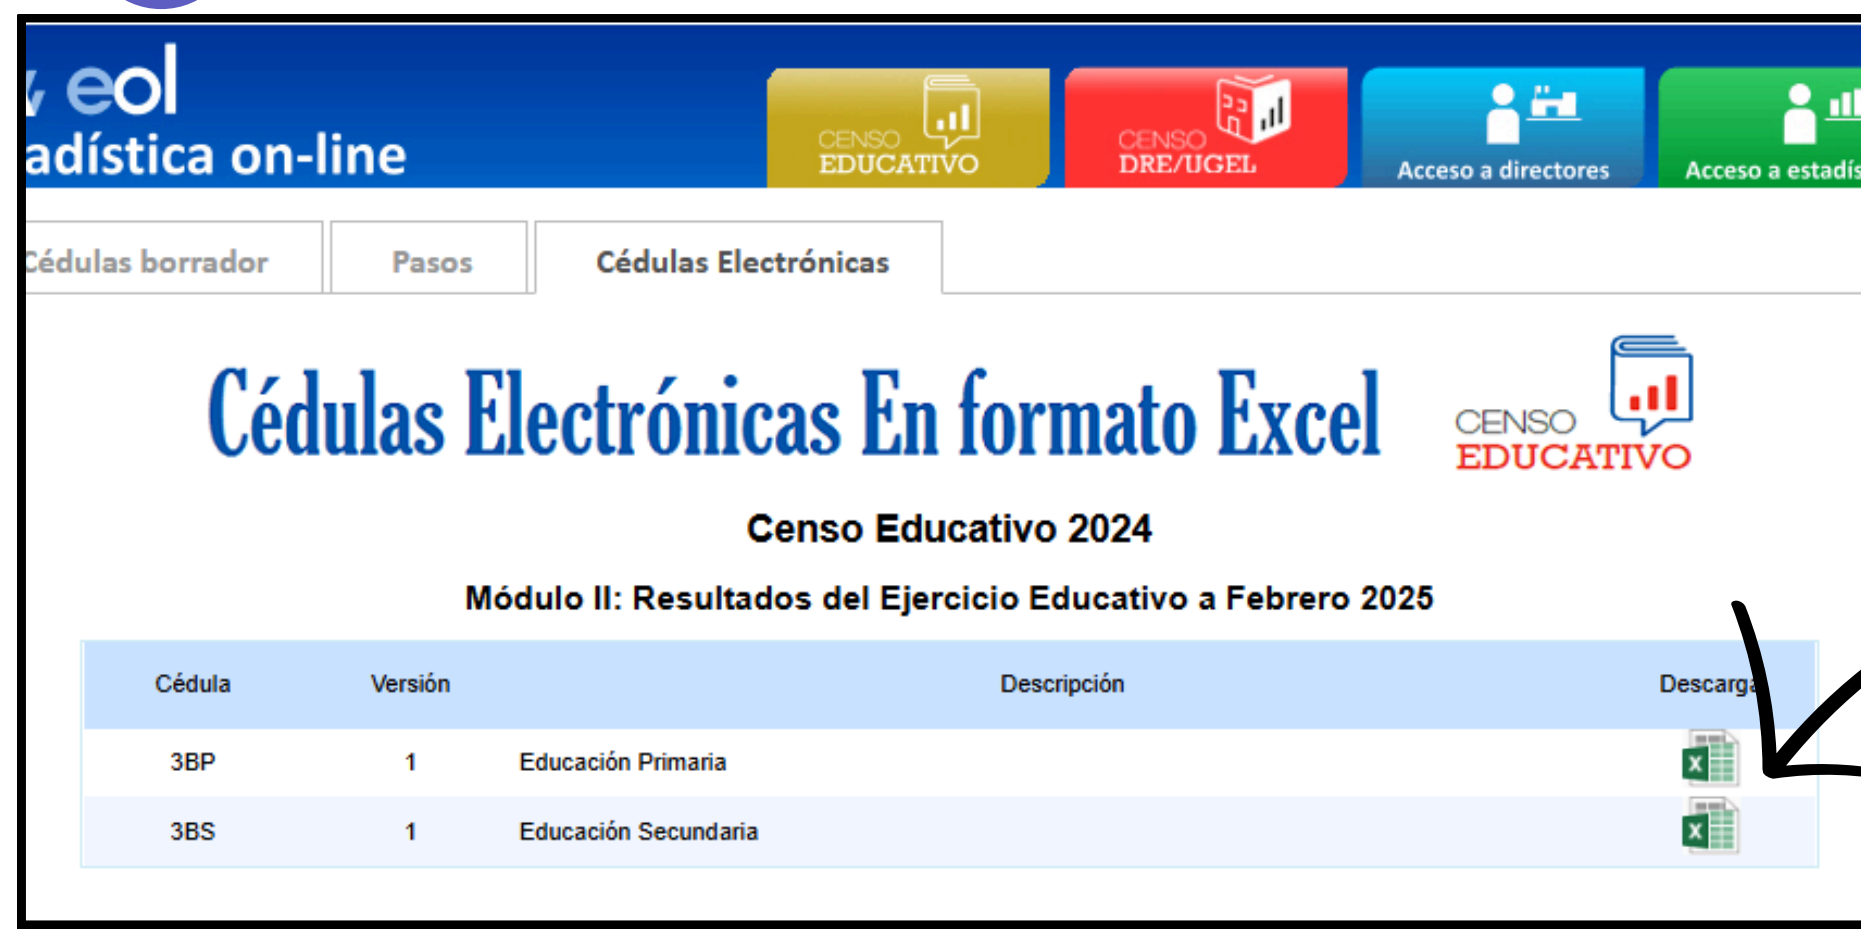 eol
adística on-line
CENSO
EDUCATIVO
CENSO
DRE/UGEL
Acceso a directores
Acceso a estadís
Cédulas borrador
Pasos
Cédulas Electrónicas
Cédulas Electrónicas En formato Excel
CENSO
EDUCATIVO
Censo Educativo 2024
Módulo II: Resultados del Ejercicio Educativo a Febrero 2025
Cédula Versión Descripción Descarga
3BP 1 Educación Primaria
3BS 1 Educación Secundaria